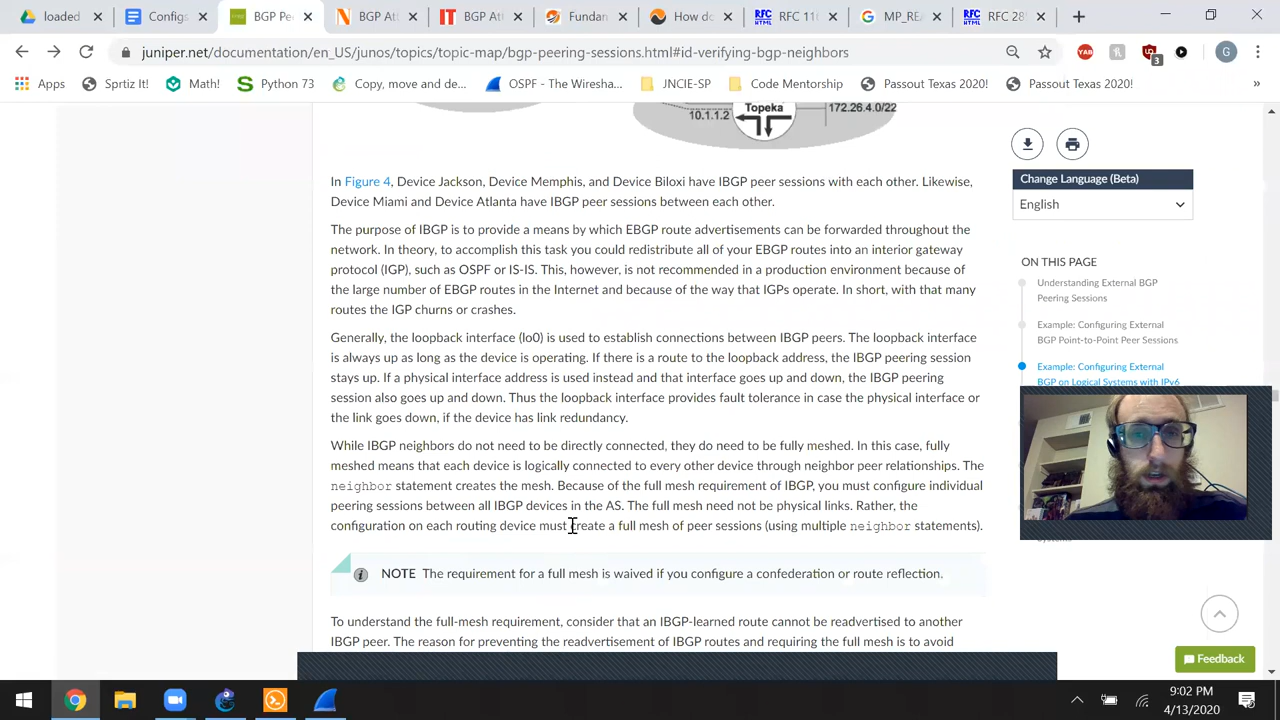 loaded
Config
BGP Pe
BGP At
BGP At
Fundan
How do
RFC 11
MP_RE
RFC 28
juniper.net/documentation/en_US/junos/topics/topic-map/bgp-peering-sessions.html#id-verifying-bgp-neighbors
YAB
3
G
Apps
Sprtiz It!
Math!
Python 73
Copy, move and de...
OSPF - The Wiresha...
JNCIE-SP
Code Mentorship
Passout Texas 2020!
Passout Texas 2020!
»
Topeka
10.1.1.2
172.26.4.0/22
In Figure 4, Device Jackson, Device Memphis, and Device Biloxi have IBGP peer sessions with each other. Likewise,
Device Miami and Device Atlanta have IBGP peer sessions between each other.
The purpose of IBGP is to provide a means by which EBGP route advertisements can be forwarded throughout the
network. In theory, to accomplish this task you could redistribute all of your EBGP routes into an interior gateway
protocol (IGP), such as OSPF or IS-IS. This, however, is not recommended in a production environment because of
the large number of EBGP routes in the Internet and because of the way that IGPs operate. In short, with that many
routes the IGP churns or crashes.
Generally, the loopback interface (lo0) is used to establish connections between IBGP peers. The loopback interface
is always up as long as the device is operating. If there is a route to the loopback address, the IBGP peering session
stays up. If a physical interface address is used instead and that interface goes up and down, the IBGP peering
session also goes up and down. Thus the loopback interface provides fault tolerance in case the physical interface or
the link goes down, if the device has link redundancy.
While IBGP neighbors do not need to be directly connected, they do need to be fully meshed. In this case, fully
meshed means that each device is logically connected to every other device through neighbor peer relationships. The
neighbor statement creates the mesh. Because of the full mesh requirement of IBGP, you must configure individual
peering sessions between all IBGP devices in the AS. The full mesh need not be physical links. Rather, the
configuration on each routing device must create a full mesh of peer sessions (using multiple neighbor statements).
NOTE The requirement for a full mesh is waived if you configure a confederation or route reflection.
To understand the full-mesh requirement, consider that an IBGP-learned route cannot be readvertised to another
IBGP peer. The reason for preventing the readvertisement of IBGP routes and requiring the full mesh is to avoid
Change Language (Beta)
English
ON THIS PAGE
Understanding External BGP
Peering Sessions
Example: Configuring External
BGP Point-to-Point Peer Sessions
Example: Configuring External
BGP on Logical Systems with IPv6
Feedback
9:02 PM
4/13/2020